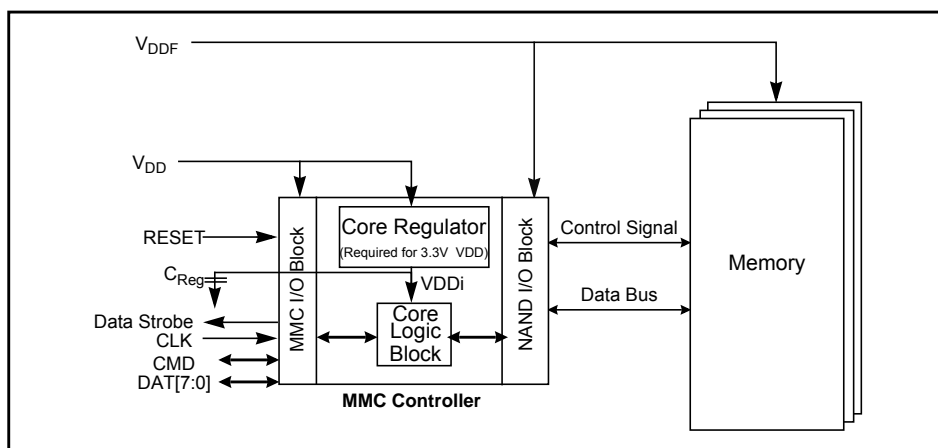 VDDF
VDD
RESET
CReg
Data Strobe
CLK
CMD
DAT[7:0]
MMC I/O Block
Core Regulator
(Required for 3.3V VDD)
VDDi
Core
Logic
Block
NAND I/O Block
MMC Controller
Control Signal
Data Bus
Memory